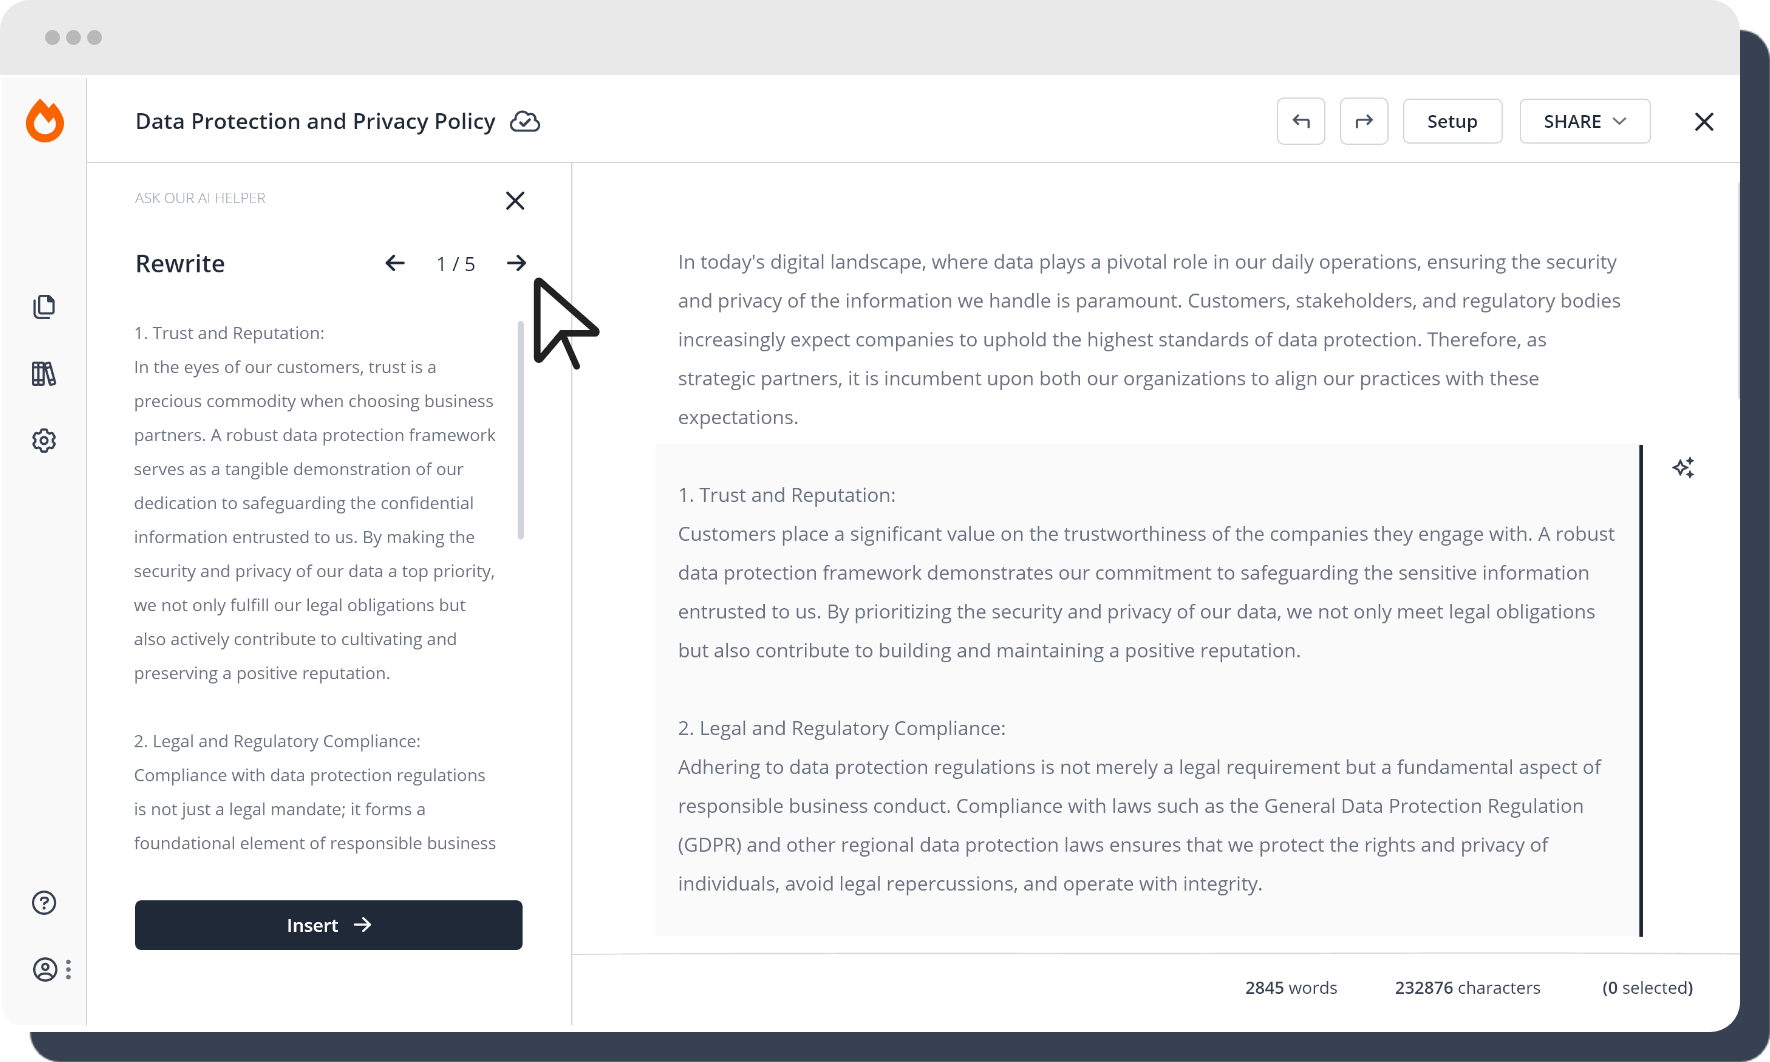 Data Protection and Privacy Policy
Setup
SHARE
ASK OUR AI HELPER
Rewrite
1 / 5
1. Trust and Reputation:
In the eyes of our customers, trust is a
precious commodity when choosing business
partners. A robust data protection framework
serves as a tangible demonstration of our
dedication to safeguarding the confidential
information entrusted to us. By making the
security and privacy of our data a top priority,
we not only fulfill our legal obligations but
also actively contribute to cultivating and
preserving a positive reputation.
2. Legal and Regulatory Compliance:
Compliance with data protection regulations
is not just a legal mandate; it forms a
foundational element of responsible business
Insert
In today's digital landscape, where data plays a pivotal role in our daily operations, ensuring the security
and privacy of the information we handle is paramount. Customers, stakeholders, and regulatory bodies
increasingly expect companies to uphold the highest standards of data protection. Therefore, as
strategic partners, it is incumbent upon both our organizations to align our practices with these
expectations.
1. Trust and Reputation:
Customers place a significant value on the trustworthiness of the companies they engage with. A robust
data protection framework demonstrates our commitment to safeguarding the sensitive information
entrusted to us. By prioritizing the security and privacy of our data, we not only meet legal obligations
but also contribute to building and maintaining a positive reputation.
2. Legal and Regulatory Compliance:
Adhering to data protection regulations is not merely a legal requirement but a fundamental aspect of
responsible business conduct. Compliance with laws such as the General Data Protection Regulation
(GDPR) and other regional data protection laws ensures that we protect the rights and privacy of
individuals, avoid legal repercussions, and operate with integrity.
2845 words
232876 characters
(0 selected)